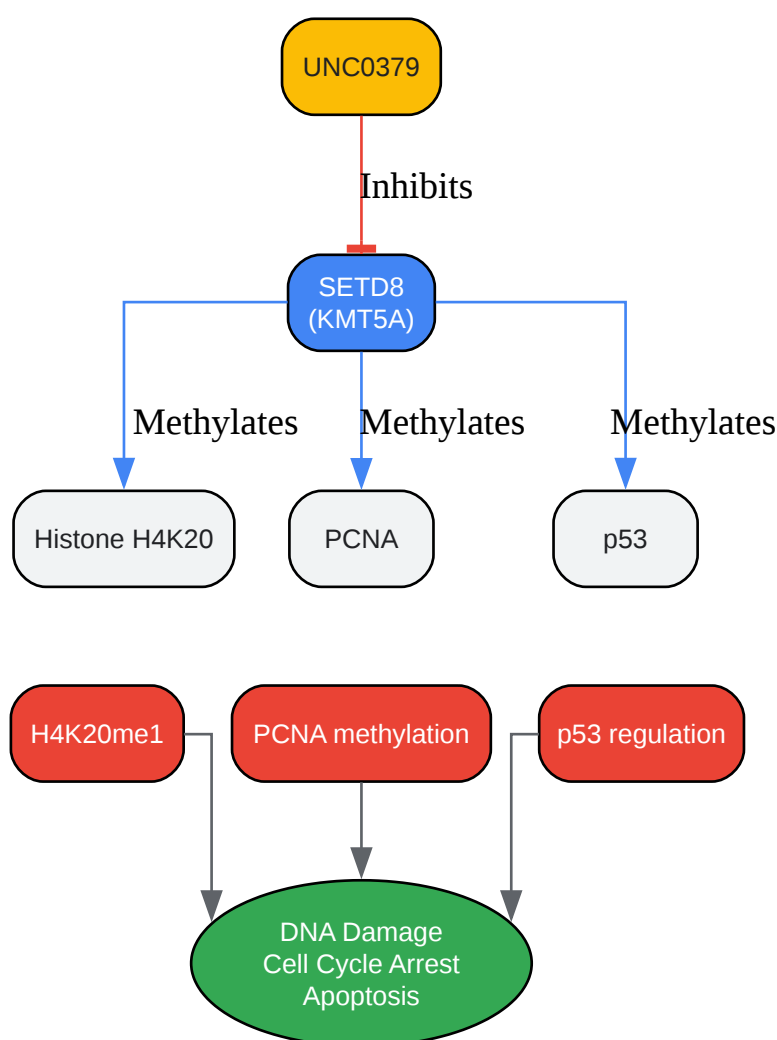 UNC0379
Inhibits
SETD8
(KMT5A)
Methylates
Methylates
Methylates
Histone H4K20
PCNA
p53
H4K20me1
PCNA methylation
p53 regulation
DNA Damage
Cell Cycle Arrest
Apoptosis